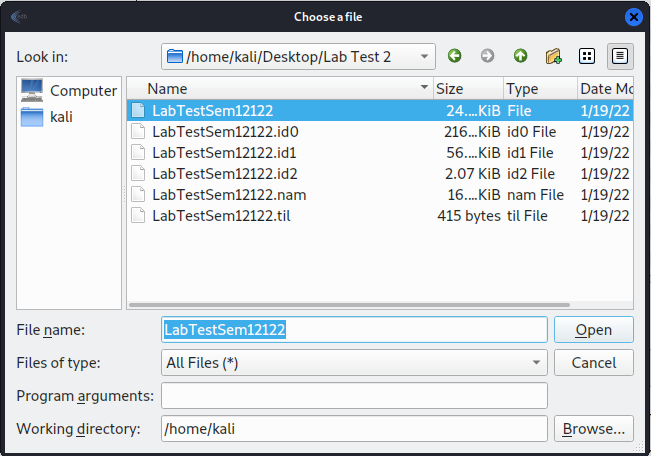 Choose a file
Look in: /home/kali/Desktop/Lab Test 2
Computer
kali
Name Size Type Date Mo
LabTestSem12122 24....KiB File 1/19/22
LabTestSem12122.id0 216...KiB id0 File 1/19/22
LabTestSem12122.id1 56....KiB id1 File 1/19/22
LabTestSem12122.id2 2.07 KiB id2 File 1/19/22
LabTestSem12122.nam 16....KiB nam File 1/19/22
LabTestSem12122.til 415 bytes til File 1/19/22
File name: LabTestSem12122 Open
Files of type: All Files (*) Cancel
Program arguments:
Working directory: /home/kali Browse...